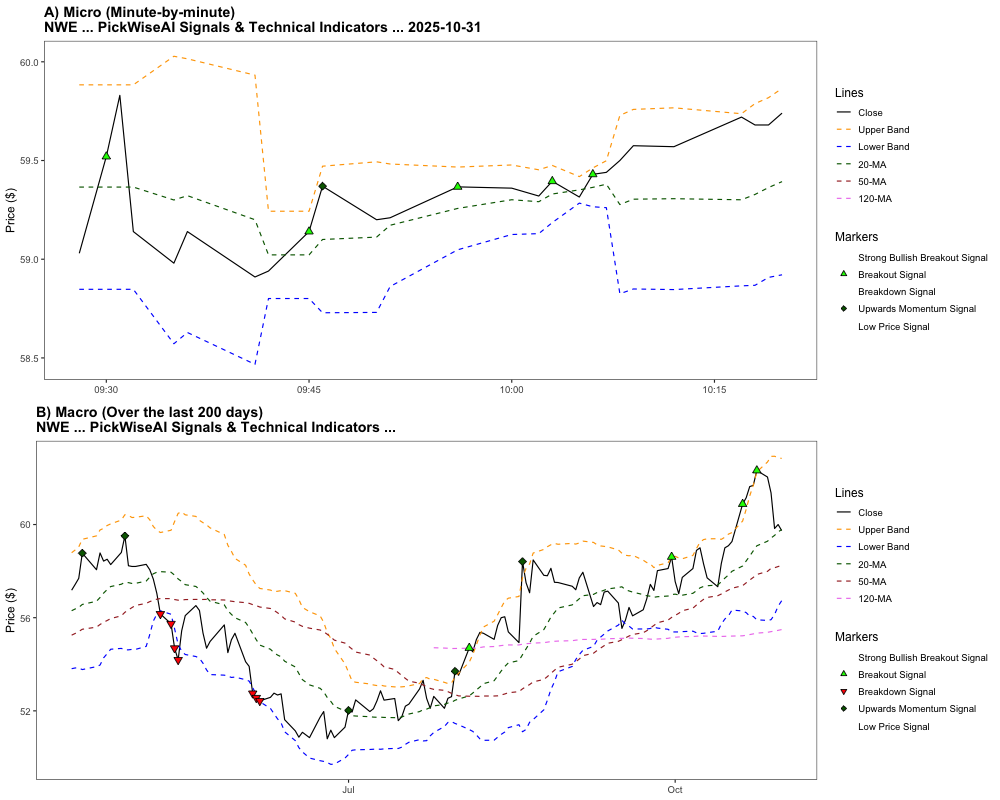 A) Micro (Minute-by-minute)
NWE ... PickWiseAI Signals & Technical Indicators ... 2025-10-31
Price ($)
60.0
59.5
59.0
58.5
09:30
09:45
10:00
10:15
Lines
Close
Upper Band
Lower Band
20-MA
50-MA
120-MA
Markers
Strong Bullish Breakout Signal
Breakout Signal
Breakdown Signal
Upwards Momentum Signal
Low Price Signal
B) Macro (Over the last 200 days)
NWE ... PickWiseAI Signals & Technical Indicators ...
Price ($)
60
56
52
Jul
Oct
Lines
Close
Upper Band
Lower Band
20-MA
50-MA
120-MA
Markers
Strong Bullish Breakout Signal
Breakout Signal
Breakdown Signal
Upwards Momentum Signal
Low Price Signal